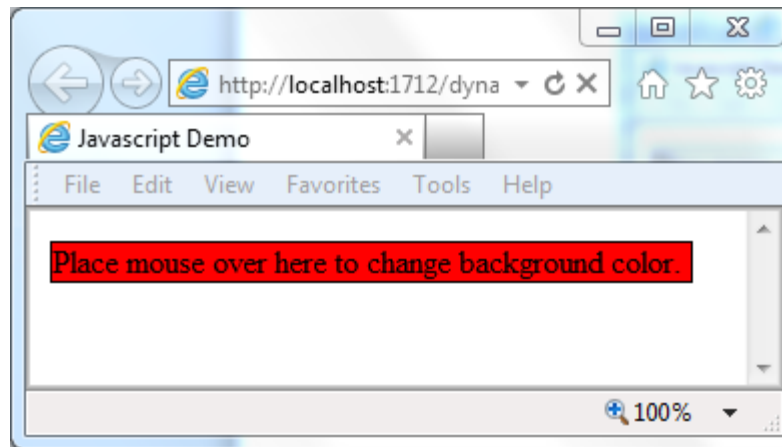 http://localhost:1712/dyna
Javascript Demo
File Edit View Favorites Tools Help
Place mouse over here to change background color.
100%